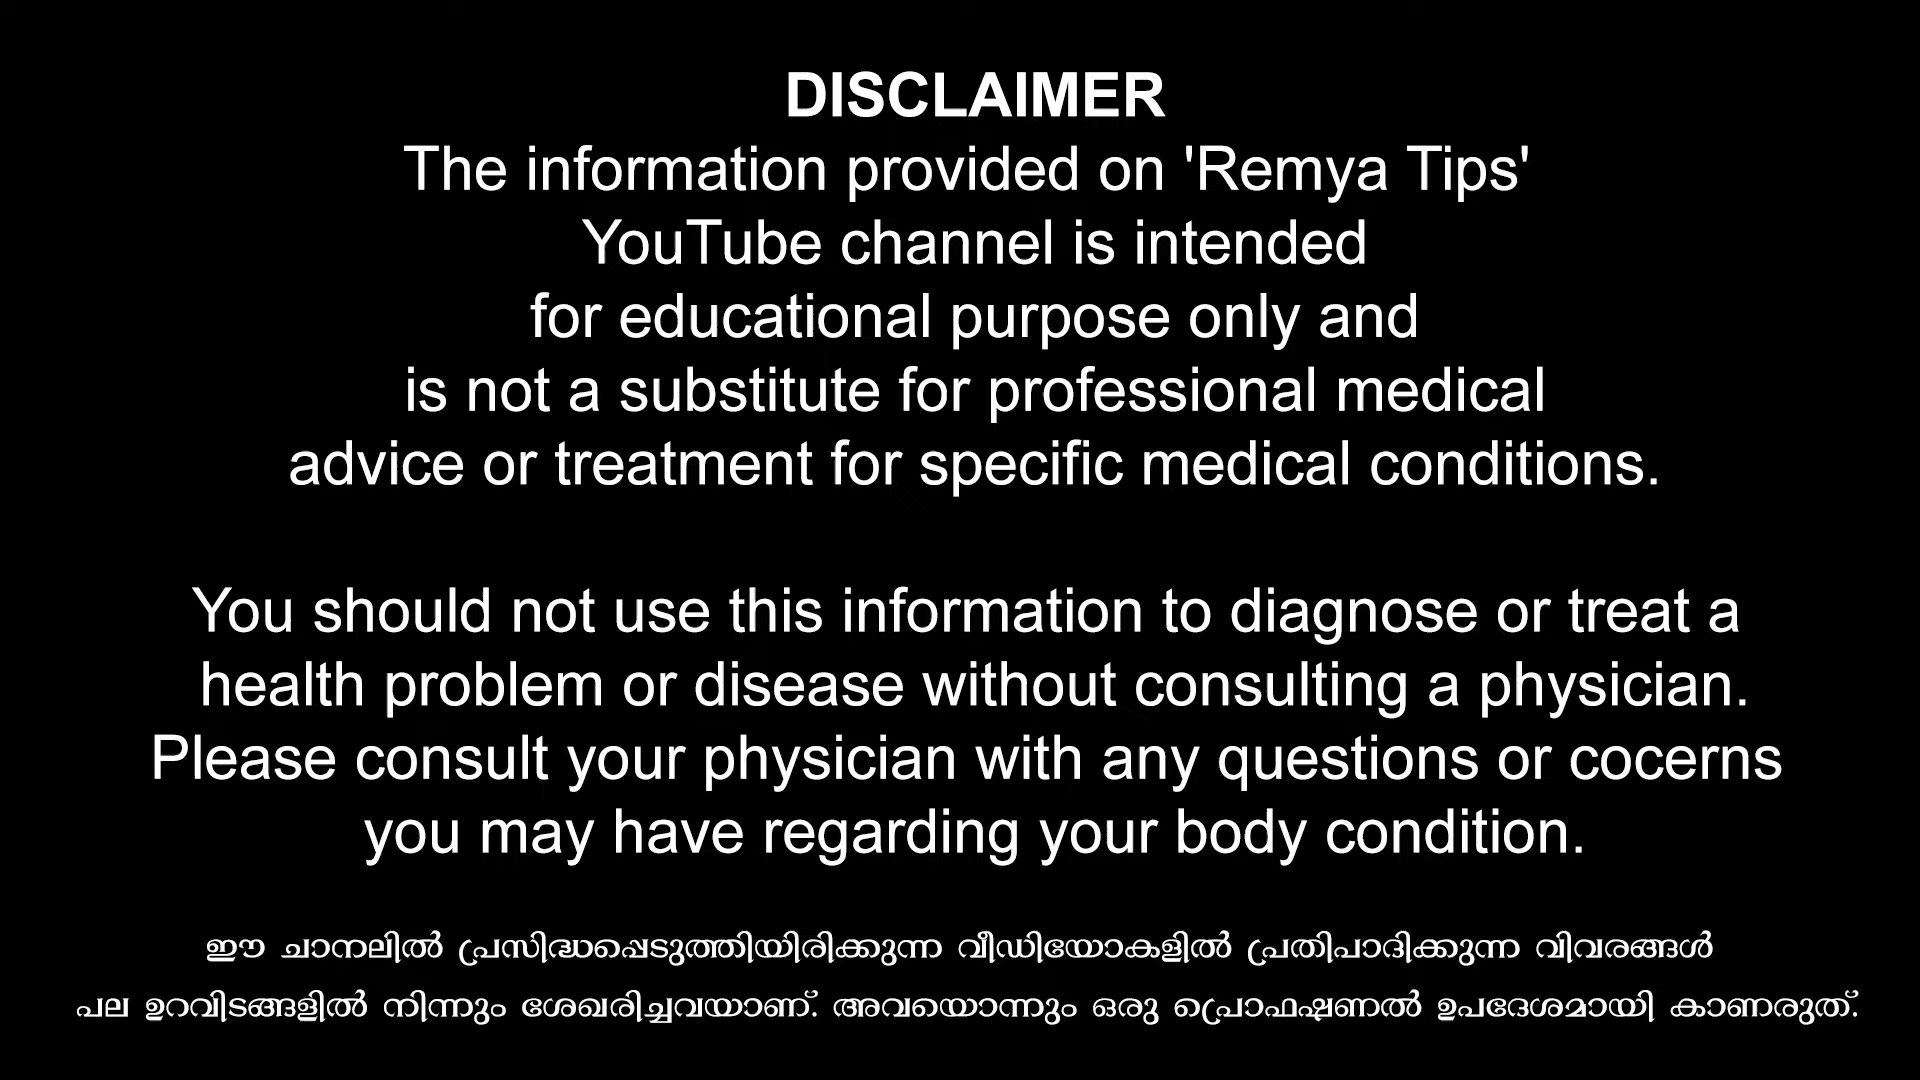 DISCLAIMER
The information provided on 'Remya Tips'
YouTube channel is intended
for educational purpose only and
is not a substitute for professional medical
advice or treatment for specific medical conditions.
You should not use this information to diagnose or treat a
health problem or disease without consulting a physician.
Please consult your physician with any questions or cocerns
you may have regarding your body condition.
ഈ ചാനലിൽ പ്രസിദ്ധപ്പെടുത്തിയിരിക്കുന്ന വീഡിയോകളിൽ പ്രതിപാദിക്കുന്ന വിവരങ്ങൾ
പല ഉറവിടങ്ങളിൽ നിന്നും ശേഖരിച്ചവയാണ്. അവയൊന്നും ഒരു പ്രൊഫഷണൽ ഉപദേശമായി കാണരുത്.